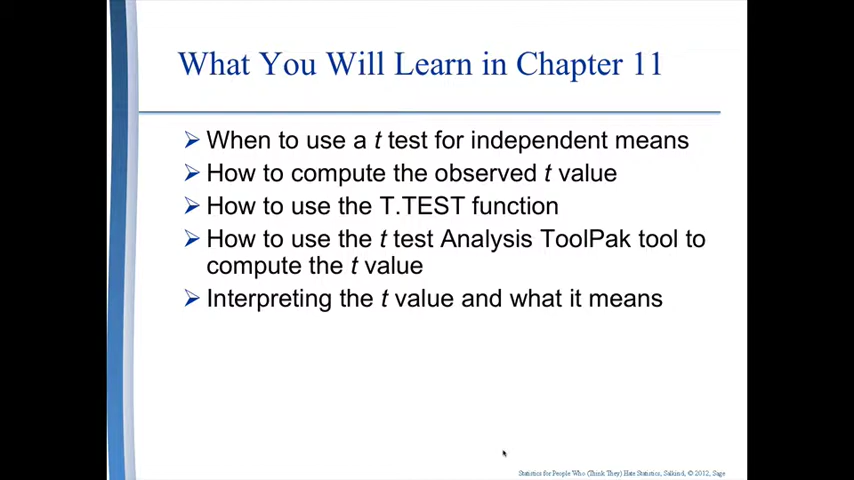 What You Will Learn in Chapter 11
➢ When to use a t test for independent means
➢ How to compute the observed t value
➢ How to use the T.TEST function
➢ How to use the t test Analysis ToolPak tool to
compute the t value
➢ Interpreting the t value and what it means
Statistics for People Who (Think They) Hate Statistics, Salkind, © 2012, Sage